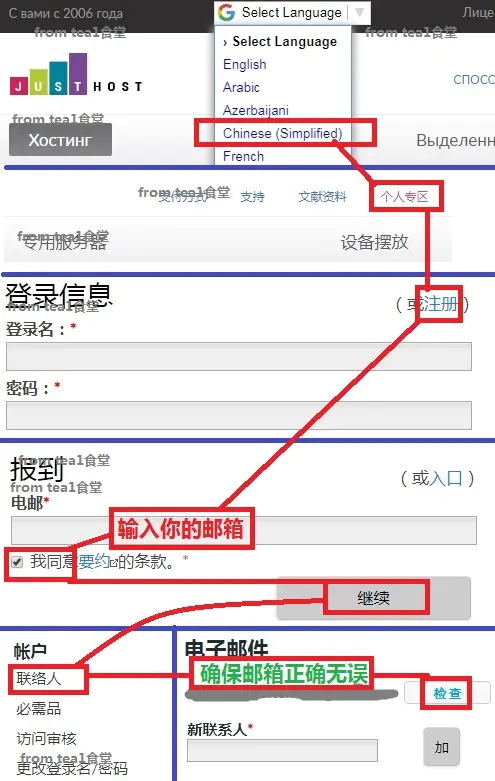 С вами с 2006 года
Select Language
Лице
from tea1食堂
from tea1食堂
› Select Language
English
Arabic
Azerbaijani
Chinese (Simplified)
French
JUST HOST
СПОСО
from tea1食堂
Хостинг
Выделенн
from tea1食堂
支付方式
支持
文献资料
个人专区
from tea1食堂
专用服务器
设备摆放
登录信息
(或注册)
from tea1食堂
登录名：*
密码：*
from tea1食堂
报到
(或入口)
from tea1食堂
电邮*
输入你的邮箱
我同意要约的条款。*
继续
帐户
电子邮件
联络人
确保邮箱正确无误
检查
必需品
新联系人*
访问审核
加
from tea1食堂
更改登录名/密码